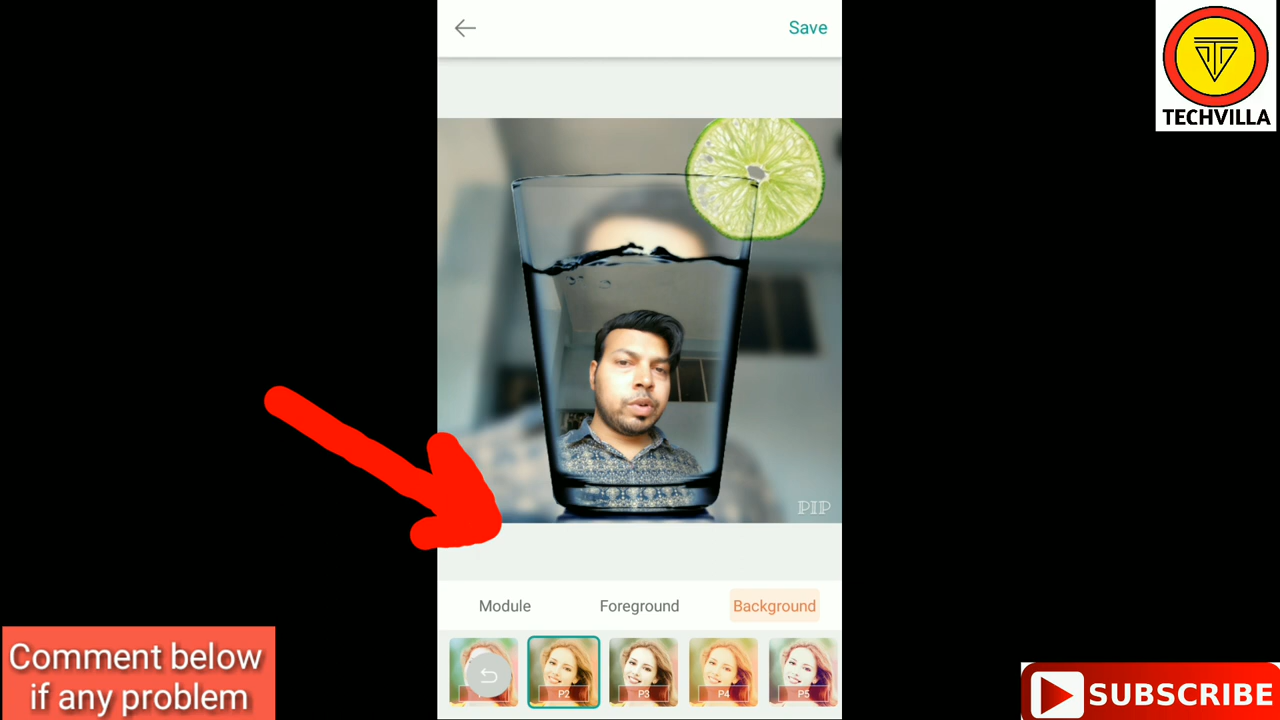 Save
TECHVILLA
PIP
Module
Foreground
Background
P2
P3
P4
P5
Comment below
if any problem
SUBSCRIBE